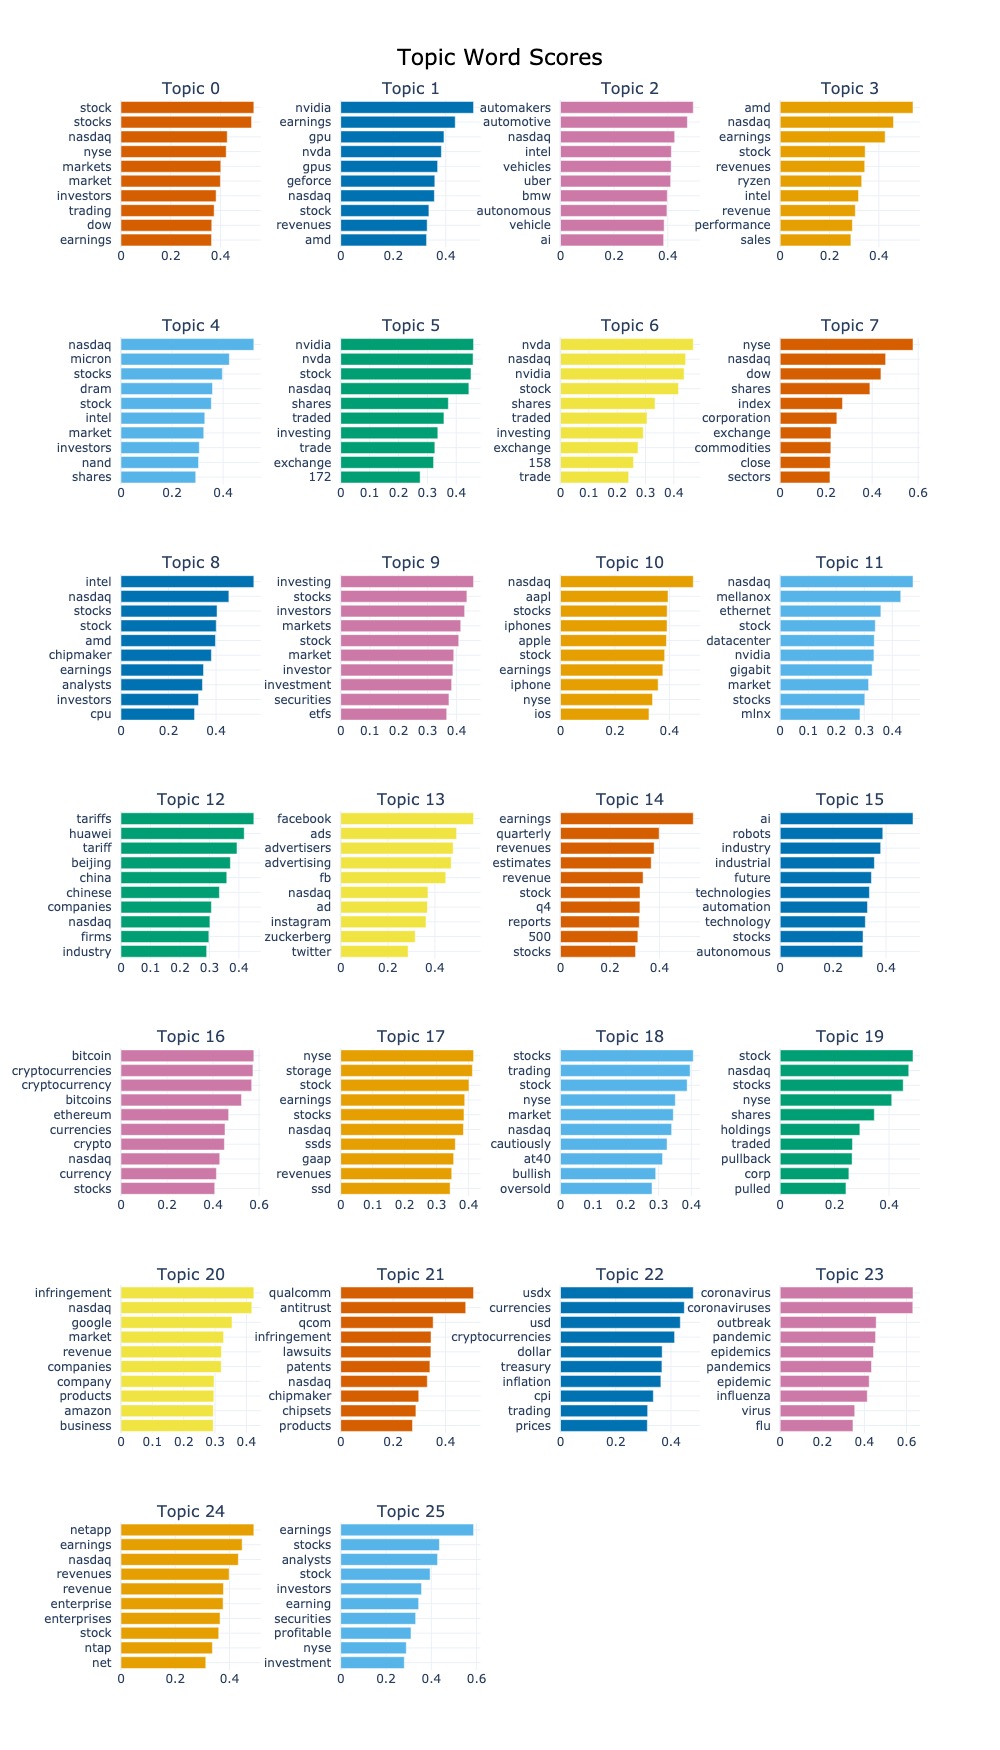 Topic Word Scores
Topic 0
stock
stocks
nasdaq
nyse
markets
market
investors
trading
dow
earnings
0 0.2 0.4
Topic 1
nvidia
earnings
gpu
nvda
gpus
geforce
nasdaq
stock
revenues
amd
0 0.2 0.4
Topic 2
automakers
automotive
nasdaq
intel
vehicles
uber
bmw
autonomous
vehicle
ai
0 0.2 0.4
Topic 3
amd
nasdaq
earnings
stock
revenues
ryzen
intel
revenue
performance
sales
0 0.2 0.4
Topic 4
nasdaq
micron
stocks
dram
stock
intel
market
investors
nand
shares
0 0.2 0.4
Topic 5
nvidia
nvda
stock
nasdaq
shares
traded
investing
trade
exchange
172
0 0.1 0.2 0.3 0.4
Topic 6
nvda
nasdaq
nvidia
stock
shares
traded
investing
exchange
158
trade
0 0.1 0.2 0.3 0.4
Topic 7
nyse
nasdaq
dow
shares
index
corporation
exchange
commodities
close
sectors
0 0.2 0.4 0.6
Topic 8
intel
nasdaq
stocks
stock
amd
chipmaker
earnings
analysts
investors
cpu
0 0.2 0.4
Topic 9
investing
stocks
investors
markets
stock
market
investor
investment
securities
etfs
0 0.1 0.2 0.3 0.4
Topic 10
nasdaq
aapl
stocks
iphones
apple
stock
earnings
iphone
nyse
ios
0 0.2 0.4
Topic 11
nasdaq
mellanox
ethernet
stock
datacenter
nvidia
gigabit
market
stocks
mlnx
0 0.1 0.2 0.3 0.4
Topic 12
tariffs
huawei
tariff
beijing
china
chinese
companies
nasdaq
firms
industry
0 0.1 0.2 0.3 0.4
Topic 13
facebook
ads
advertisers
advertising
fb
nasdaq
ad
instagram
zuckerberg
twitter
0 0.2 0.4
Topic 14
earnings
quarterly
revenues
estimates
revenue
stock
q4
reports
500
stocks
0 0.2 0.4
Topic 15
ai
robots
industry
industrial
future
technologies
automation
technology
stocks
autonomous
0 0.2 0.4
Topic 16
bitcoin
cryptocurrencies
cryptocurrency
bitcoins
ethereum
currencies
crypto
nasdaq
currency
stocks
0 0.2 0.4 0.6
Topic 17
nyse
storage
stock
earnings
stocks
nasdaq
ssds
gaap
revenues
ssd
0 0.1 0.2 0.3 0.4
Topic 18
stocks
trading
stock
nyse
market
nasdaq
cautiously
at40
bullish
oversold
0 0.1 0.2 0.3 0.4
Topic 19
stock
nasdaq
stocks
nyse
shares
holdings
traded
pullback
corp
pulled
0 0.2 0.4
Topic 20
infringement
nasdaq
google
market
revenue
companies
company
products
amazon
business
0 0.1 0.2 0.3 0.4
Topic 21
qualcomm
antitrust
qcom
infringement
lawsuits
patents
nasdaq
chipmaker
chipsets
products
0 0.2 0.4
Topic 22
usdx
currencies
usd
cryptocurrencies
dollar
treasury
inflation
cpi
trading
prices
0 0.2 0.4
Topic 23
coronavirus
coronaviruses
outbreak
pandemic
epidemics
pandemics
epidemic
influenza
virus
flu
0 0.2 0.4 0.6
Topic 24
netapp
earnings
nasdaq
revenues
revenue
enterprise
enterprises
stock
ntap
net
0 0.2 0.4
Topic 25
earnings
stocks
analysts
stock
investors
earning
securities
profitable
nyse
investment
0 0.2 0.4 0.6